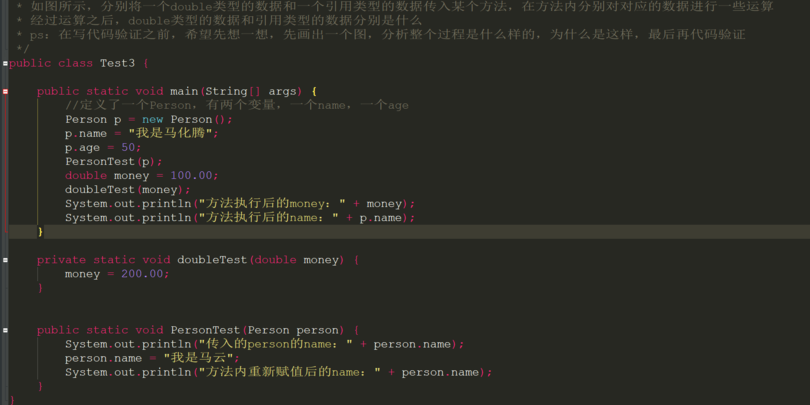 * 如图所示，分别将一个double类型的数据和一个引用类型的数据传入某个方法，在方法内分别对对应的数据进行一些运算
* 经过运算之后，double类型的数据和引用类型的数据分别是什么
* ps：在写代码验证之前，希望先想一想，先画出一个图，分析整个过程是什么样的，为什么是这样，最后再代码验证
*/
public class Test3 {
public static void main(String[] args) {
//定义了一个Person，有两个变量，一个name，一个age
Person p = new Person();
p.name = "我是马化腾";
p.age = 50;
PersonTest(p);
double money = 100.00;
doubleTest(money);
System.out.println("方法执行后的money：" + money);
System.out.println("方法执行后的name：" + p.name);
}
private static void doubleTest(double money) {
money = 200.00;
}
public static void PersonTest(Person person) {
System.out.println("传入的person的name：" + person.name);
person.name = "我是马云";
System.out.println("方法内重新赋值后的name：" + person.name);
}
}